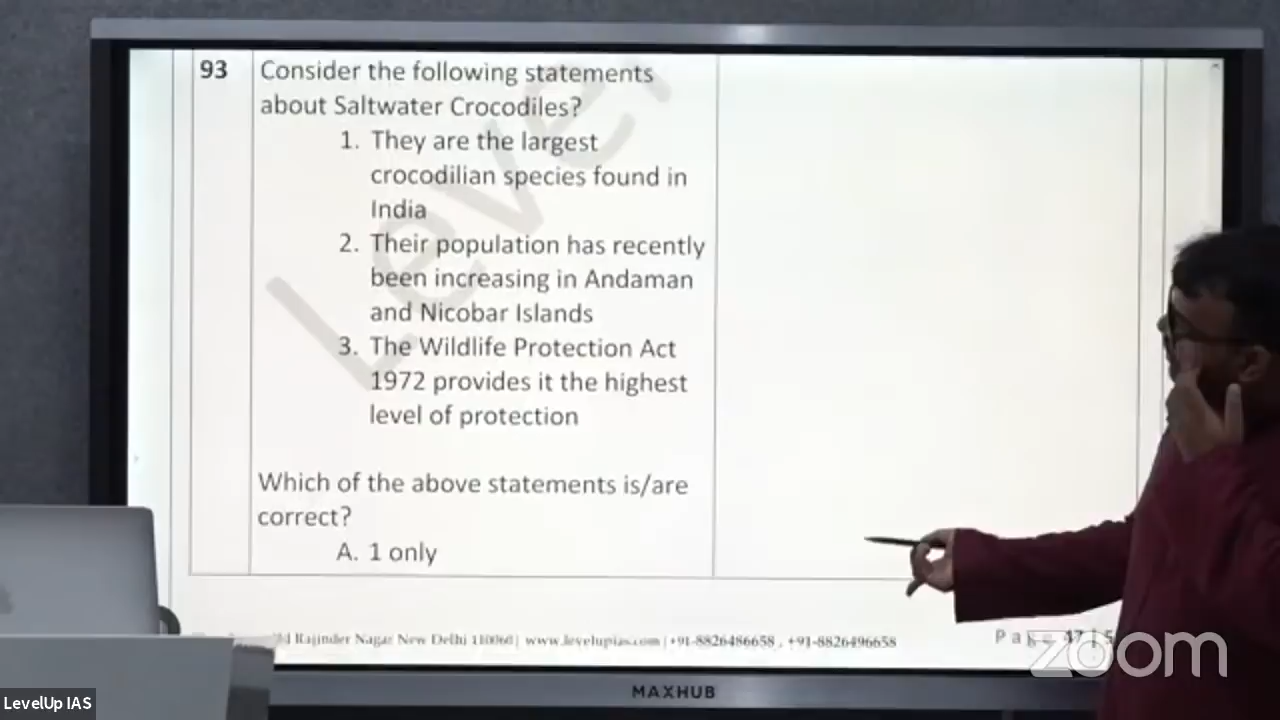 93
Consider the following statements
about Saltwater Crocodiles?
1. They are the largest
crocodilian species found in
India
2. Their population has recently
been increasing in Andaman
and Nicobar Islands
3. The Wildlife Protection Act
1972 provides it the highest
level of protection
Which of the above statements is/are
correct?
A. 1 only
Rajinder Nagar New Delhi 110060 | www.levelupias.com | +91-8826486658 , +91-8826496658
47 | 5
zoom
MAXHUB
LevelUp IAS